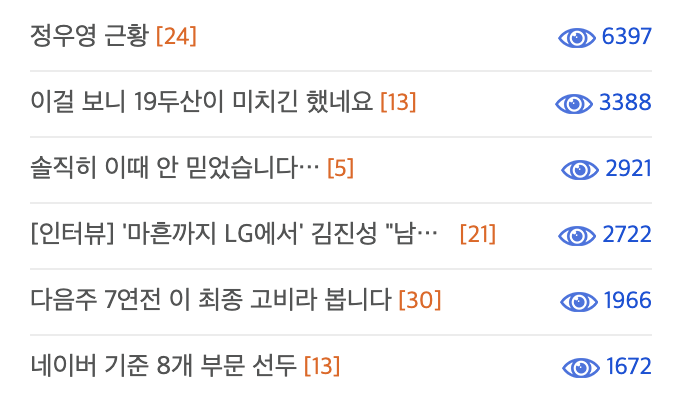 정우영 근황 [24] 6397
이걸 보니 19두산이 미치긴 했네요 [13] 3388
솔직히 이때 안 믿었습니다… [5] 2921
[인터뷰] '마흔까지 LG에서' 김진성 "남… [21] 2722
다음주 7연전 이 최종 고비라 봅니다 [30] 1966
네이버 기준 8개 부문 선두 [13] 1672